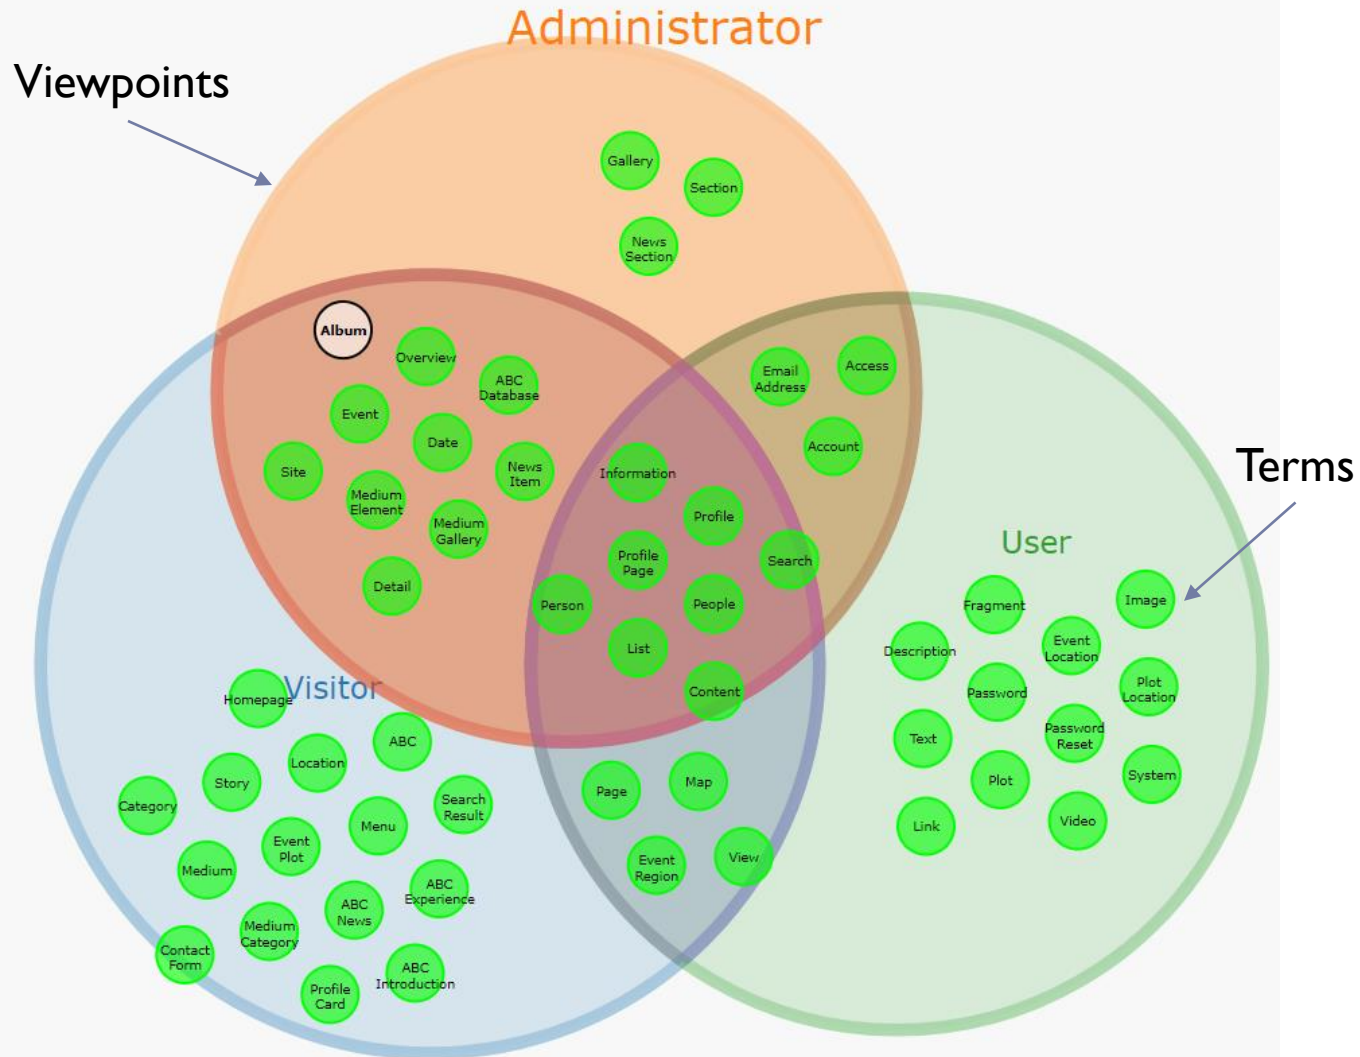 Administrator
Viewpoints
Gallery
Section
News
Section
Album
Overview
ABC
Database
Event
Date
Site
News
Item
Medium
Element
Medium
Gallery
Detail
Email
Address
Access
Account
Information
Profile
Profile
Page
Search
Person
People
List
Content
Terms
User
Image
Fragment
Event
Location
Description
Plot
Location
Password
Password
Reset
Text
System
Plot
Video
Link
Visitor
Homepage
ABC
Location
Story
Category
Search
Result
Menu
Event
Plot
Medium
ABC
Experience
ABC
News
Medium
Category
Contact
Form
ABC
Introduction
Profile
Card
Page
Map
View
Event
Region